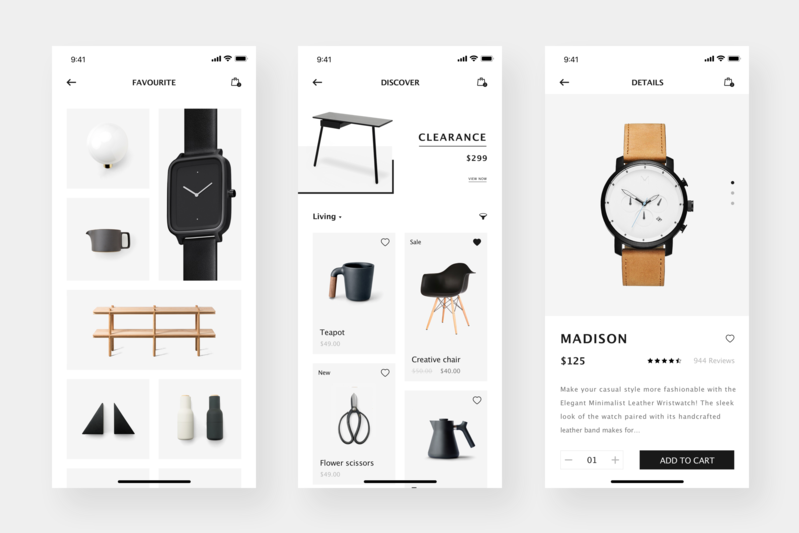 9:41
FAVOURITE
9:41
DISCOVER
CLEARANCE
$299
VIEW NOW
Living
Teapot
$49.00
Sale
Creative chair
$50.00 $40.00
New
Flower scissors
$49.00
9:41
DETAILS
MADISON
$125
944 Reviews
Make your casual style more fashionable with the
Elegant Minimalist Leather Wristwatch! The sleek
look of the watch paired with its handcrafted
leather band makes for...
01
ADD TO CART